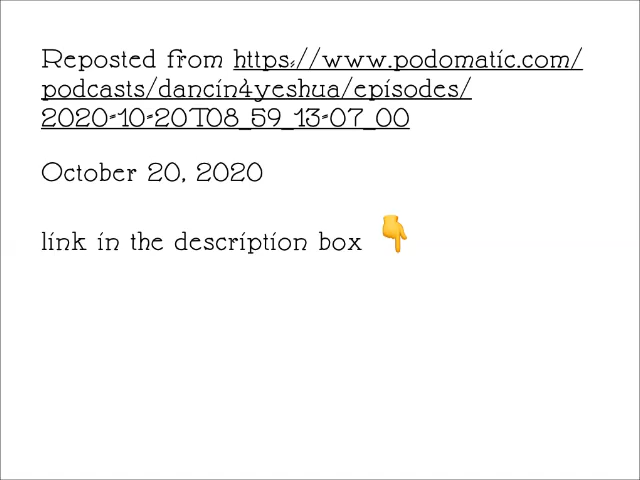 Reposted from https://www.podomatic.com/
podcasts/dancin4yeshua/episodes/
2020-10-20T08_59_13-07_00
October 20, 2020
link in the description box 👇